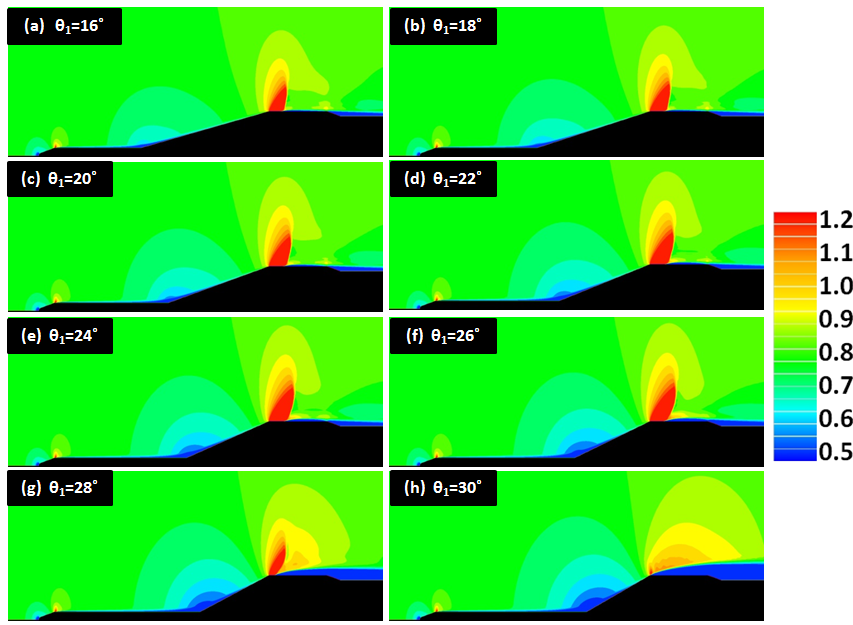 (a) θ₁=16°
(b) θ₁=18°
(c) θ₁=20°
(d) θ₁=22°
(e) θ₁=24°
(f) θ₁=26°
(g) θ₁=28°
(h) θ₁=30°
1.2
1.1
1.0
0.9
0.8
0.7
0.6
0.5